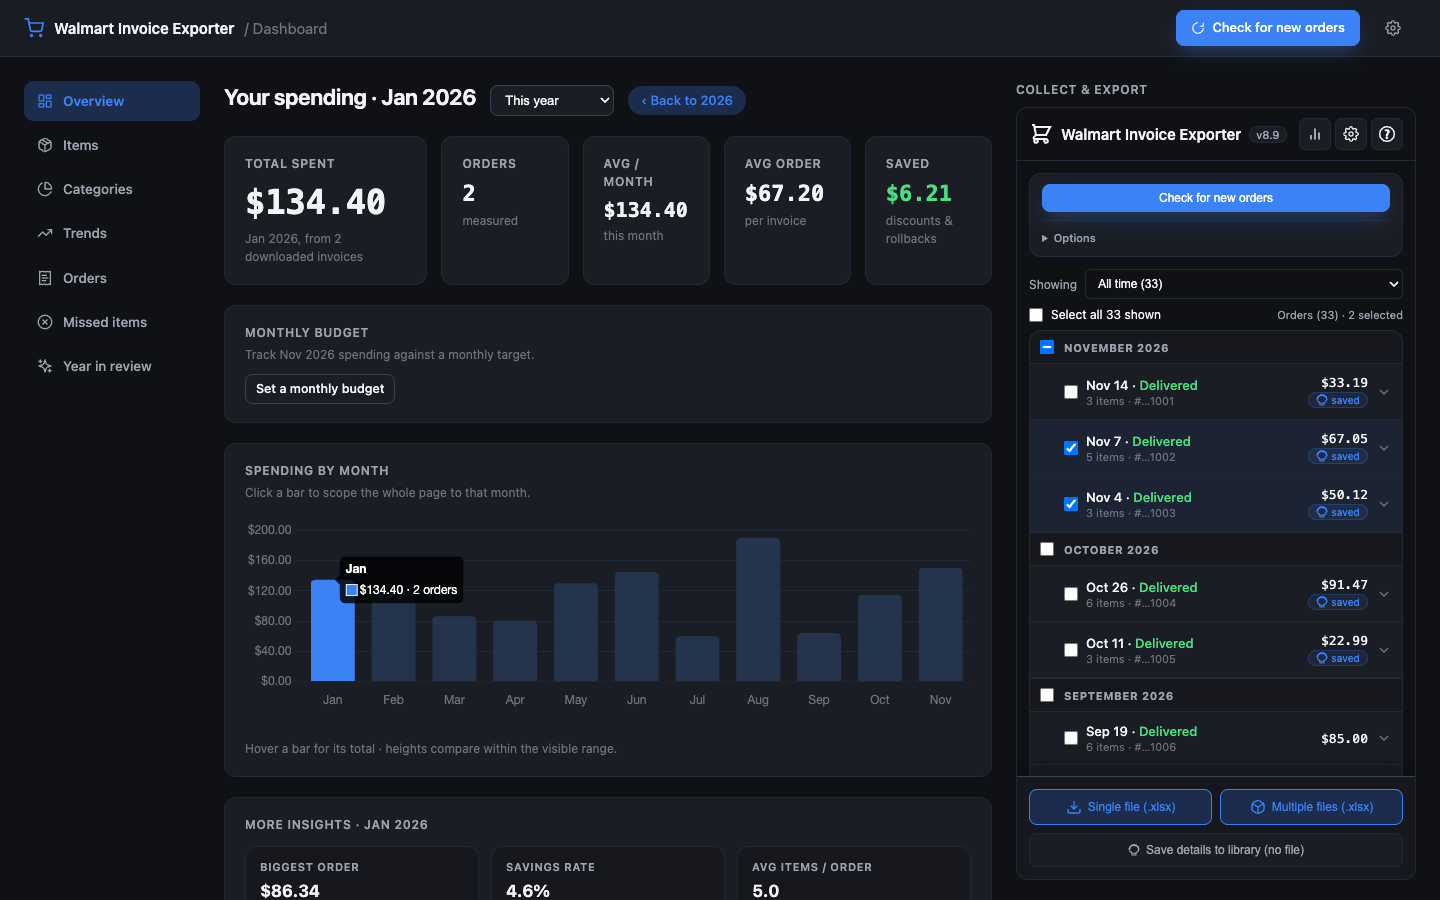 Walmart Invoice Exporter / Dashboard
Check for new orders
Overview
Items
Categories
Trends
Orders
Missed items
Year in review
Your spending · Jan 2026
This year
‹ Back to 2026
TOTAL SPENT
$134.40
Jan 2026, from 2
downloaded invoices
ORDERS
2
measured
AVG /
MONTH
$134.40
this month
AVG ORDER
$67.20
per invoice
SAVED
$6.21
discounts &
rollbacks
MONTHLY BUDGET
Track Nov 2026 spending against a monthly target.
Set a monthly budget
SPENDING BY MONTH
Click a bar to scope the whole page to that month.
$200.00
$160.00
$120.00
$80.00
$40.00
$0.00
Jan
$134.40 · 2 orders
Jan Feb Mar Apr May Jun Jul Aug Sep Oct Nov
Hover a bar for its total · heights compare within the visible range.
MORE INSIGHTS · JAN 2026
BIGGEST ORDER
$86.34
SAVINGS RATE
4.6%
AVG ITEMS / ORDER
5.0
COLLECT & EXPORT
Walmart Invoice Exporter v8.9
Check for new orders
Options
Showing All time (33)
Select all 33 shown Orders (33) · 2 selected
NOVEMBER 2026
Nov 14 · Delivered $33.19
3 items · #…1001 saved
Nov 7 · Delivered $67.05
5 items · #…1002 saved
Nov 4 · Delivered $50.12
3 items · #…1003 saved
OCTOBER 2026
Oct 26 · Delivered $91.47
6 items · #…1004 saved
Oct 11 · Delivered $22.99
3 items · #…1005 saved
SEPTEMBER 2026
Sep 19 · Delivered $85.00
6 items · #…1006
Single file (.xlsx)
Multiple files (.xlsx)
Save details to library (no file)